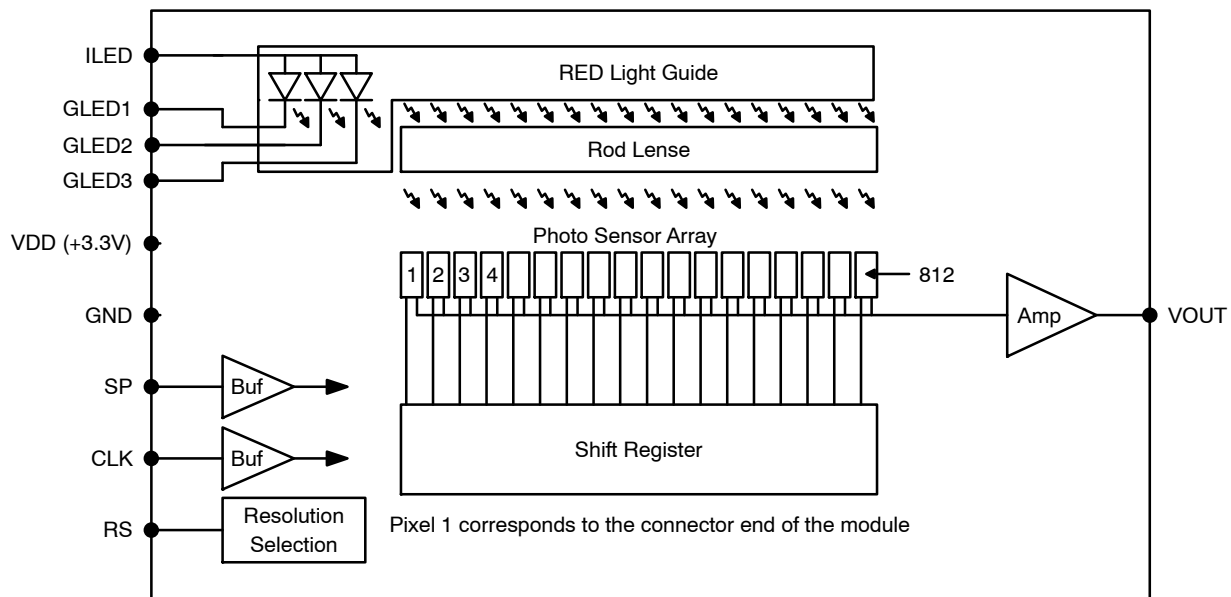 ILED
GLED1
GLED2
GLED3
VDD (+3.3V)
GND
SP
CLK
RS
RED Light Guide
Rod Lense
Photo Sensor Array
1 2 3 4
812
Amp
VOUT
Buf
Buf
Shift Register
Resolution
Selection
Pixel 1 corresponds to the connector end of the module